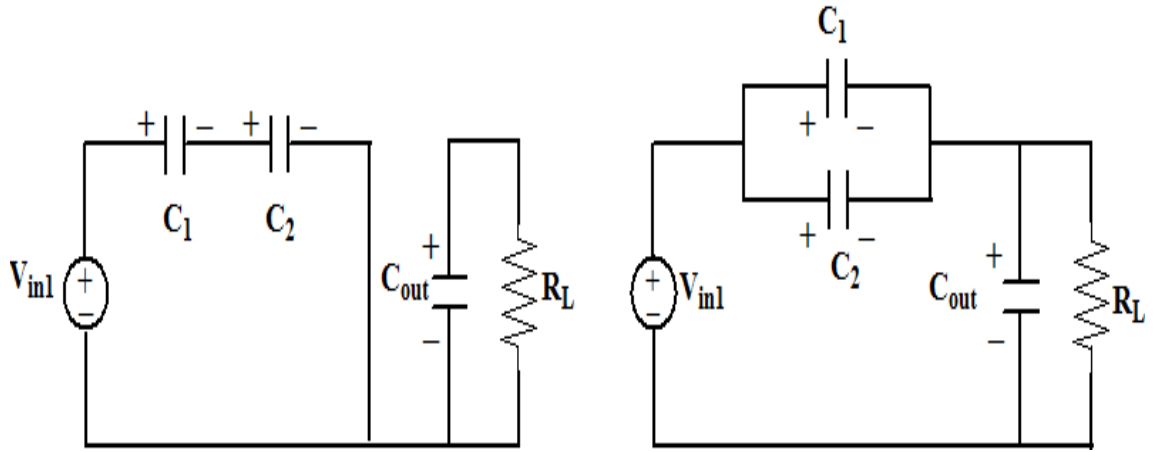 + − + −
C1 C2
Vin1 + −
+
Cout
−
RL
C1
+ −
+ −
C2
+ − Vin1
+
Cout
−
RL